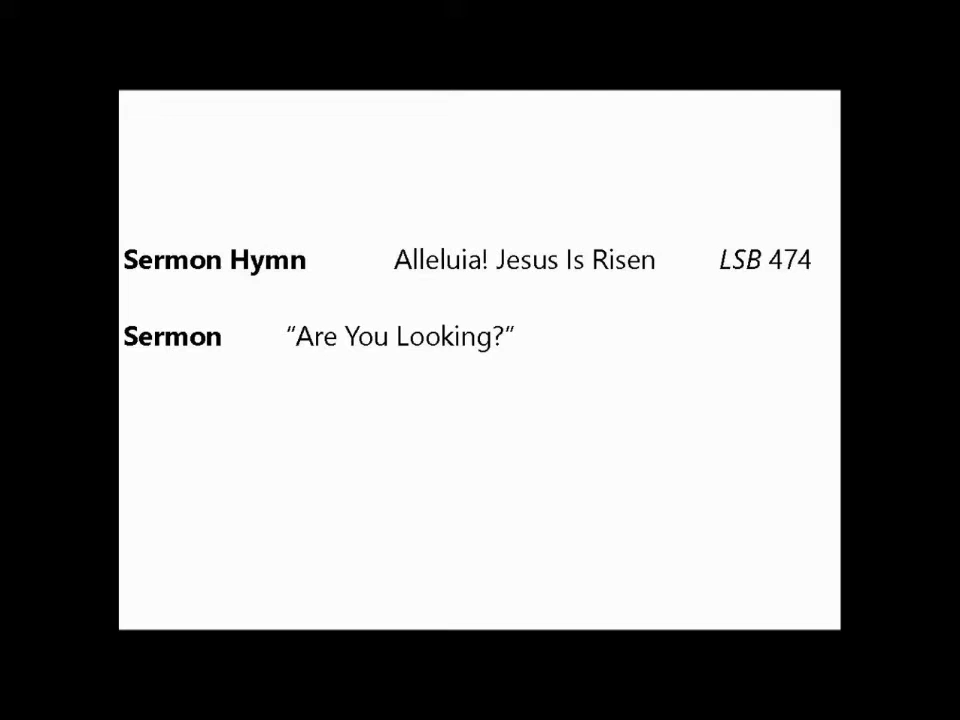 Sermon Hymn Alleluia! Jesus Is Risen LSB 474
Sermon “Are You Looking?”